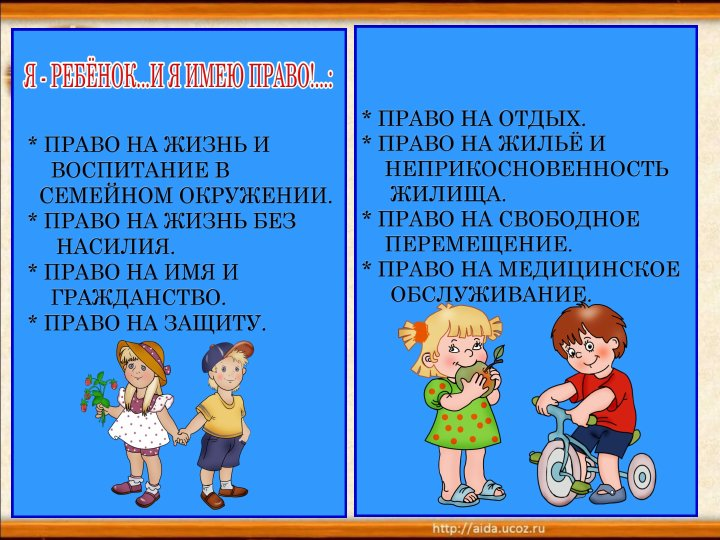 Я - РЕБЁНОК...И Я ИМЕЮ ПРАВО!...:
* ПРАВО НА ЖИЗНЬ И
ВОСПИТАНИЕ В
СЕМЕЙНОМ ОКРУЖЕНИИ.
* ПРАВО НА ЖИЗНЬ БЕЗ
НАСИЛИЯ.
* ПРАВО НА ИМЯ И
ГРАЖДАНСТВО.
* ПРАВО НА ЗАЩИТУ.
* ПРАВО НА ОТДЫХ.
* ПРАВО НА ЖИЛЬЁ И
НЕПРИКОСНОВЕННОСТЬ
ЖИЛИЩА.
* ПРАВО НА СВОБОДНОЕ
ПЕРЕМЕЩЕНИЕ.
* ПРАВО НА МЕДИЦИНСКОЕ
ОБСЛУЖИВАНИЕ.
http://aida.ucoz.ru